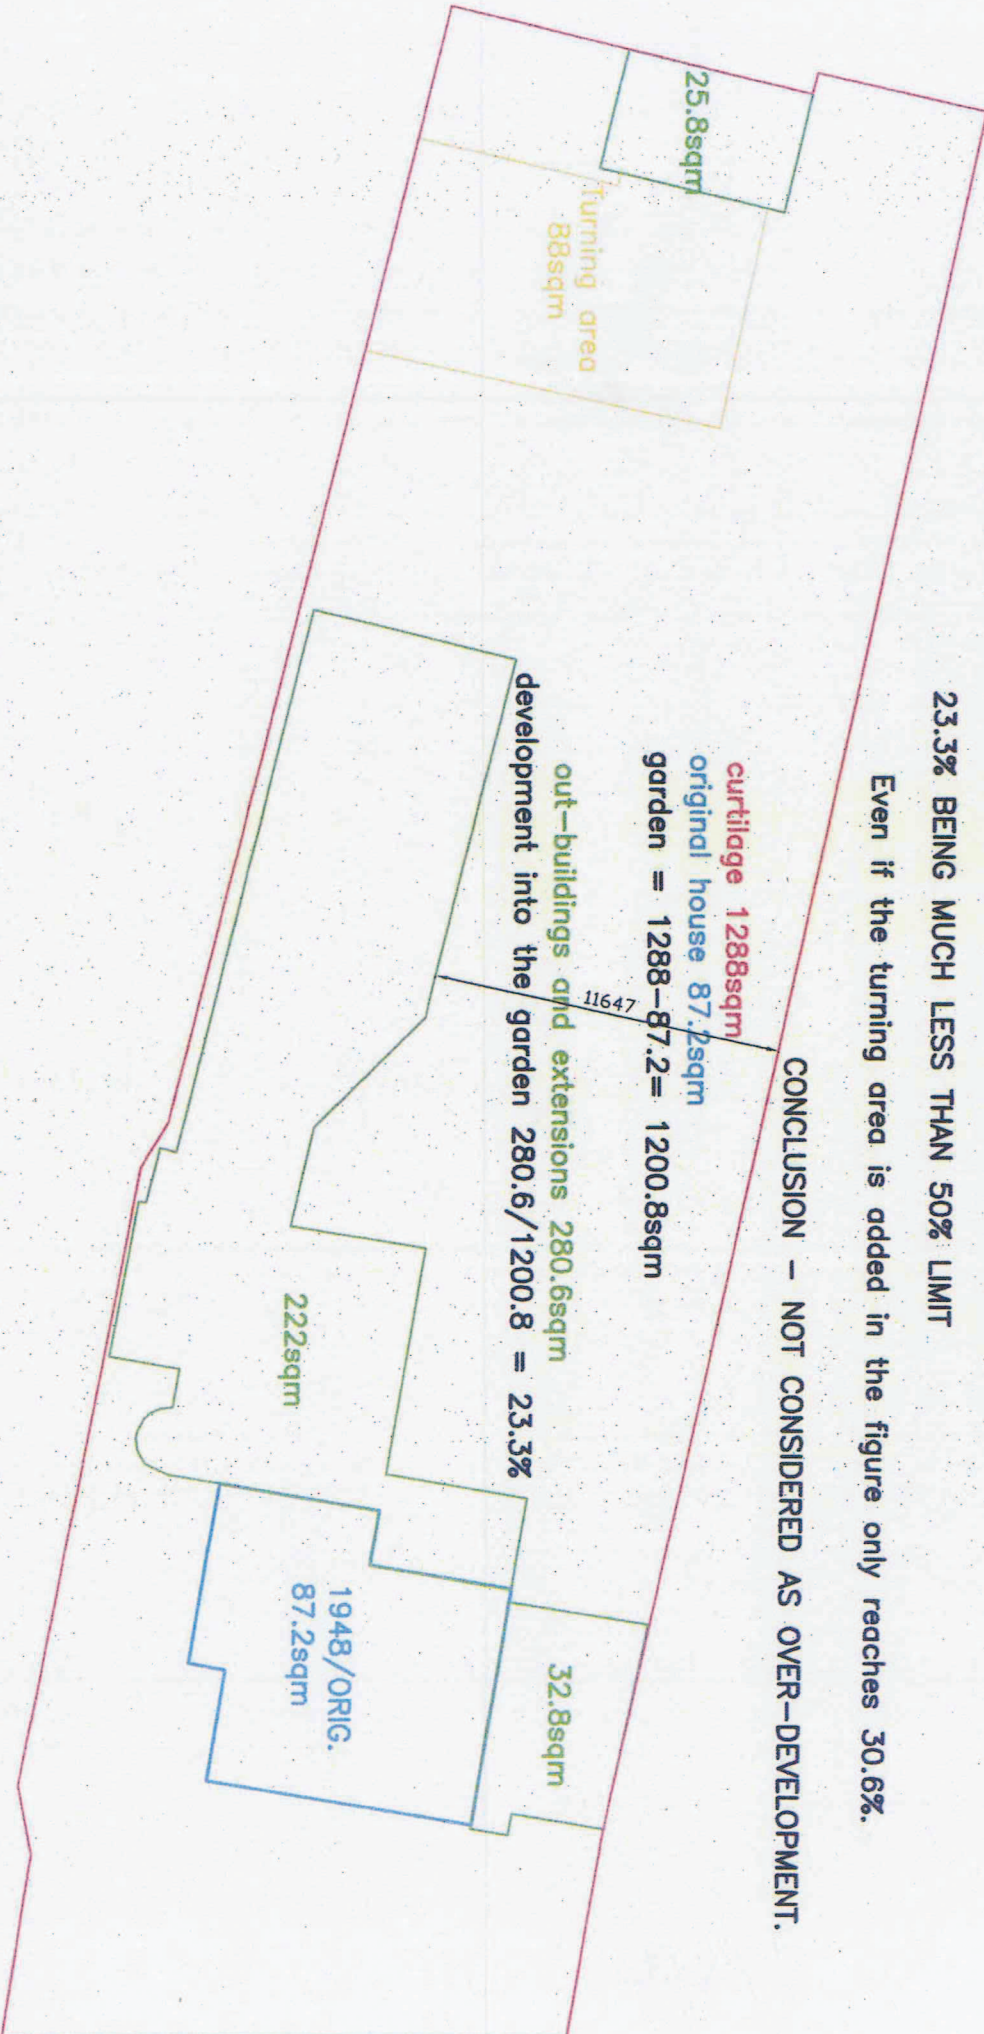 23.3% BEING MUCH LESS THAN 50% LIMIT
Even if the turning area is added in the figure only reaches 30.6%.
CONCLUSION – NOT CONSIDERED AS OVER–DEVELOPMENT.
curtilage 1288sqm
original house 87.2sqm
garden = 1288–87.2= 1200.8sqm
11647
out–buildings and extensions 280.6sqm
development into the garden 280.6/1200.8 = 23.3%
25.8sqm
Turning area
88sqm
222sqm
32.8sqm
1948/ORIG.
87.2sqm